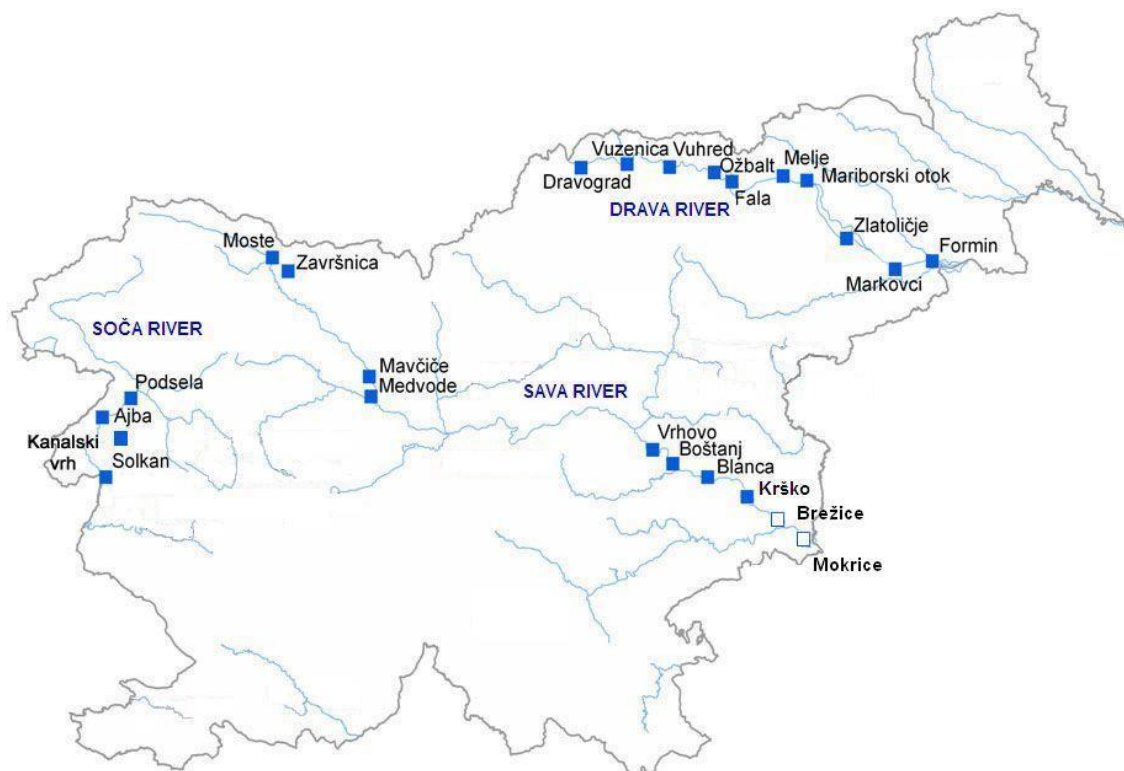 Vuzenica
Vuhred
Ožbalt
Melje
Dravograd
Fala
Mariborski otok
DRAVA RIVER
Zlatoličje
Formin
Moste
Završnica
Markovci
SOČA RIVER
Mavčiče
Medvode
Podsela
SAVA RIVER
Ajba
Kanalski
vrh
Solkan
Vrhovo
Boštanj
Blanca
Krško
Brežice
Mokrice